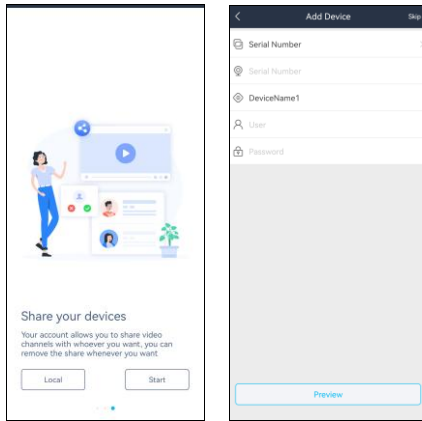 Share your devices
Your account allows you to share video
channels with whoever you want, you can
remove the share whenever you want
Local
Start
Add Device
Skip
Serial Number
Serial Number
DeviceName1
User
Password
Preview